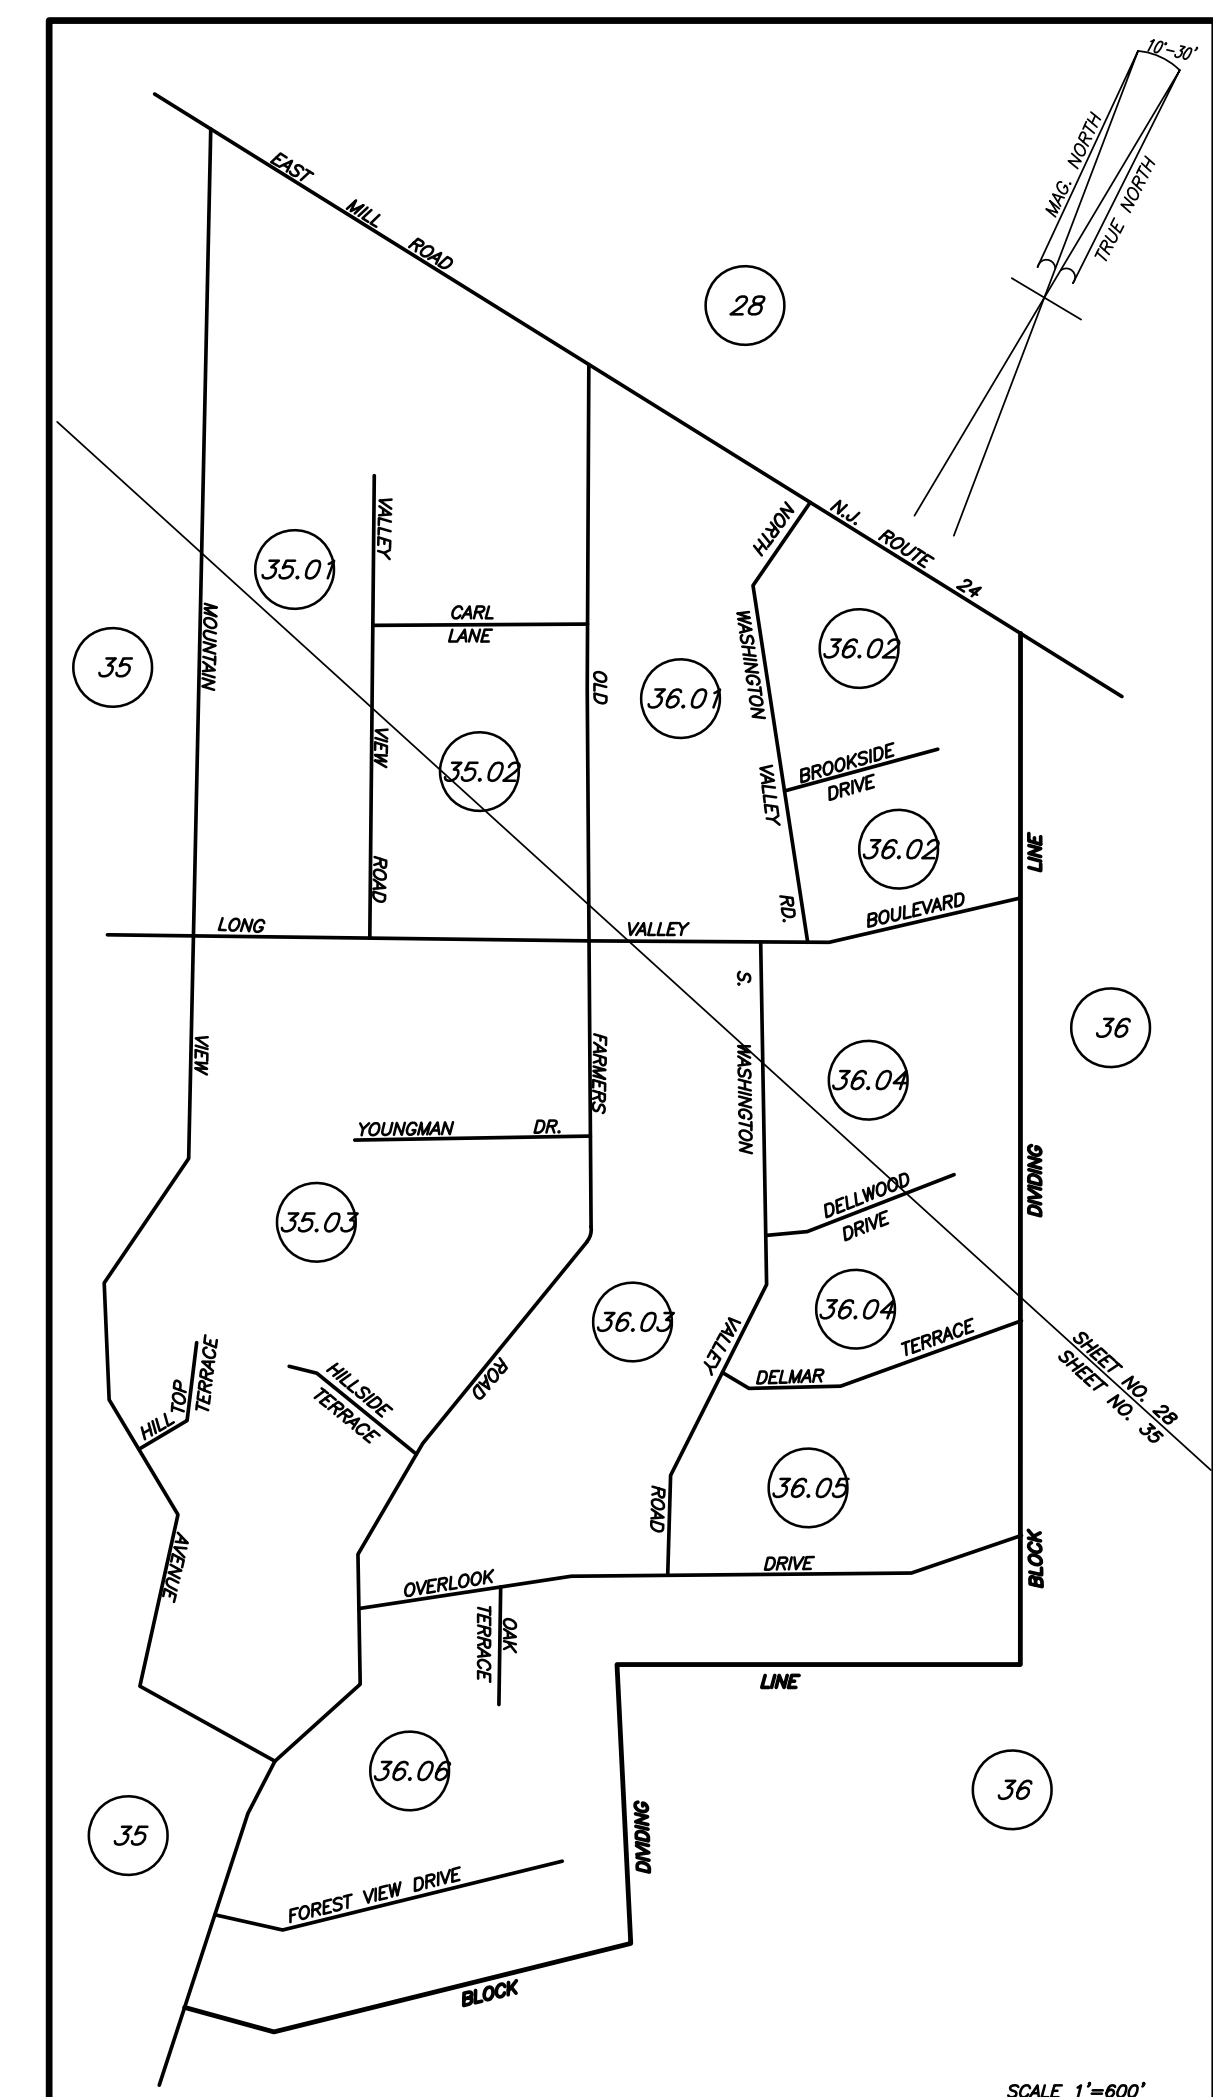 10'-30'
MAG. NORTH
TRUE NORTH
EAST MILL ROAD
28
N.J. ROUTE 24
NORTH WASHINGTON VALLEY RD.
VALLEY VIEW ROAD
35.01
CARL
LANE
MOUNTAIN VIEW AVENUE
35
OLD FARMERS ROAD
36.01
36.02
35.02
BROOKSIDE
DRIVE
36.02
LONG VALLEY BOULEVARD
LINE
S. WASHINGTON VALLEY ROAD
36
36.04
YOUNGMAN DR.
DIVIDING
DELLWOOD
DRIVE
35.03
36.04
36.03
DELMAR TERRACE
SHEET NO. 28
SHEET NO. 35
HILL TOP
TERRACE
HILLSIDE
TERRACE
36.05
BLOCK
OVERLOOK DRIVE
OAK
TERRACE
LINE
36.06
36
35
DIVIDING
FOREST VIEW DRIVE
BLOCK
SCALE 1'=600'